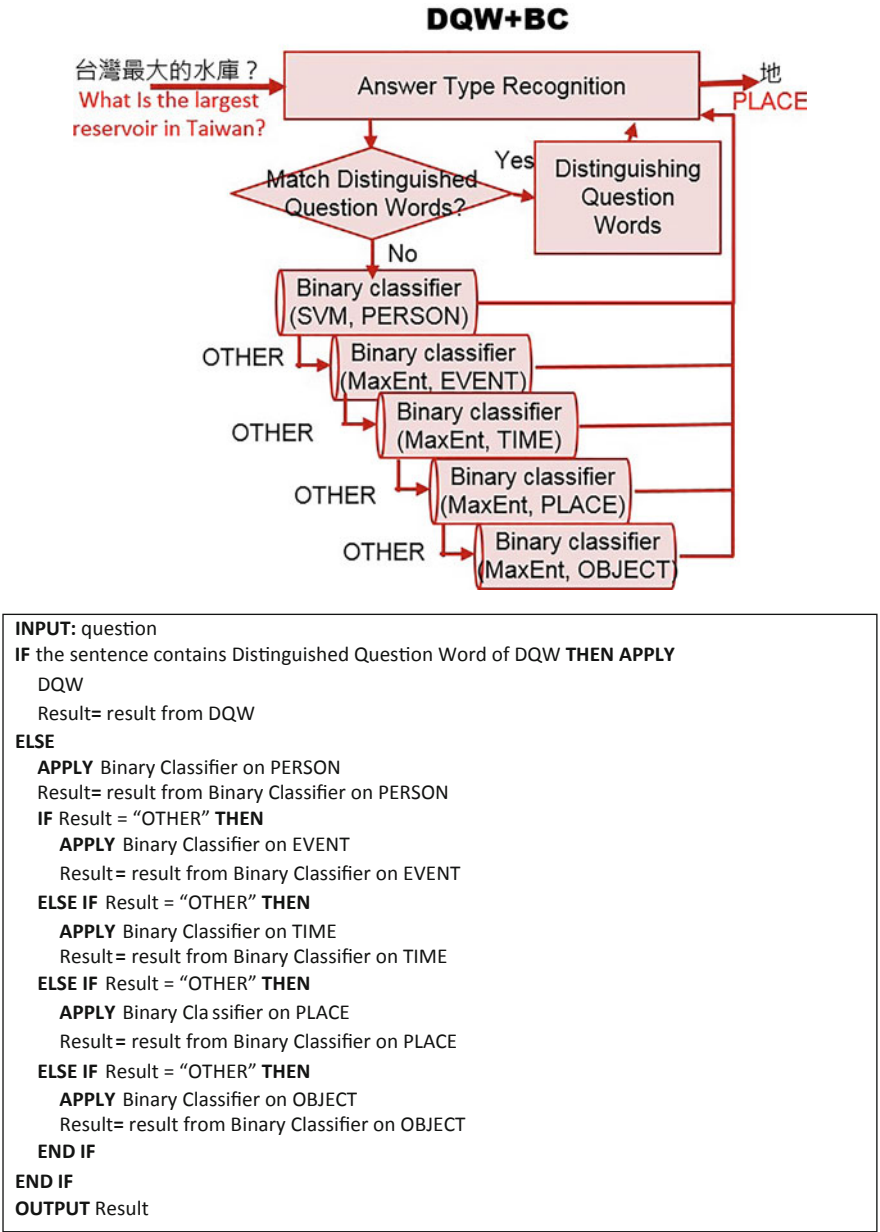 DQW+BC
台灣最大的水庫？
What Is the largest
reservoir in Taiwan?
Answer Type Recognition
地
PLACE
Match Distinguished
Question Words?
Yes
Distinguishing
Question
Words
No
Binary classifier
(SVM, PERSON)
OTHER
Binary classifier
(MaxEnt, EVENT)
OTHER
Binary classifier
(MaxEnt, TIME)
OTHER
Binary classifier
(MaxEnt, PLACE)
OTHER
Binary classifier
(MaxEnt, OBJECT)
INPUT: question
IF the sentence contains Distinguished Question Word of DQW THEN APPLY
DQW
Result= result from DQW
ELSE
APPLY Binary Classifier on PERSON
Result= result from Binary Classifier on PERSON
IF Result = “OTHER” THEN
APPLY Binary Classifier on EVENT
Result= result from Binary Classifier on EVENT
ELSE IF Result = “OTHER” THEN
APPLY Binary Classifier on TIME
Result= result from Binary Classifier on TIME
ELSE IF Result = “OTHER” THEN
APPLY Binary Cla ssifier on PLACE
Result= result from Binary Classifier on PLACE
ELSE IF Result = “OTHER” THEN
APPLY Binary Classifier on OBJECT
Result= result from Binary Classifier on OBJECT
END IF
END IF
OUTPUT Result